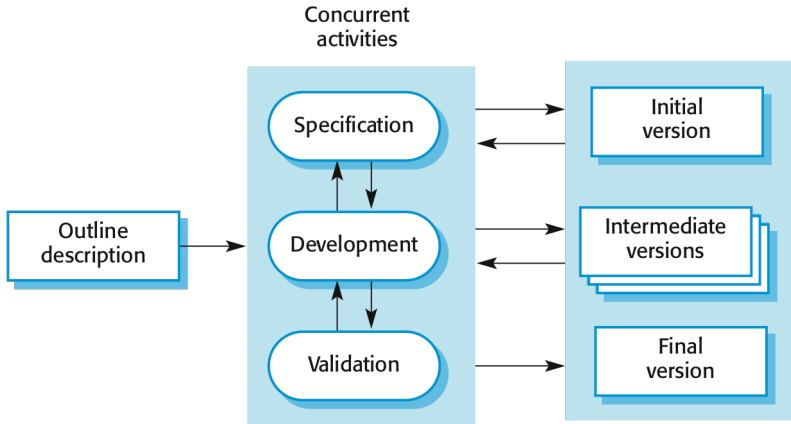 Concurrent
activities
Specification
Initial
version
Outline
description
Development
Intermediate
versions
Validation
Final
version